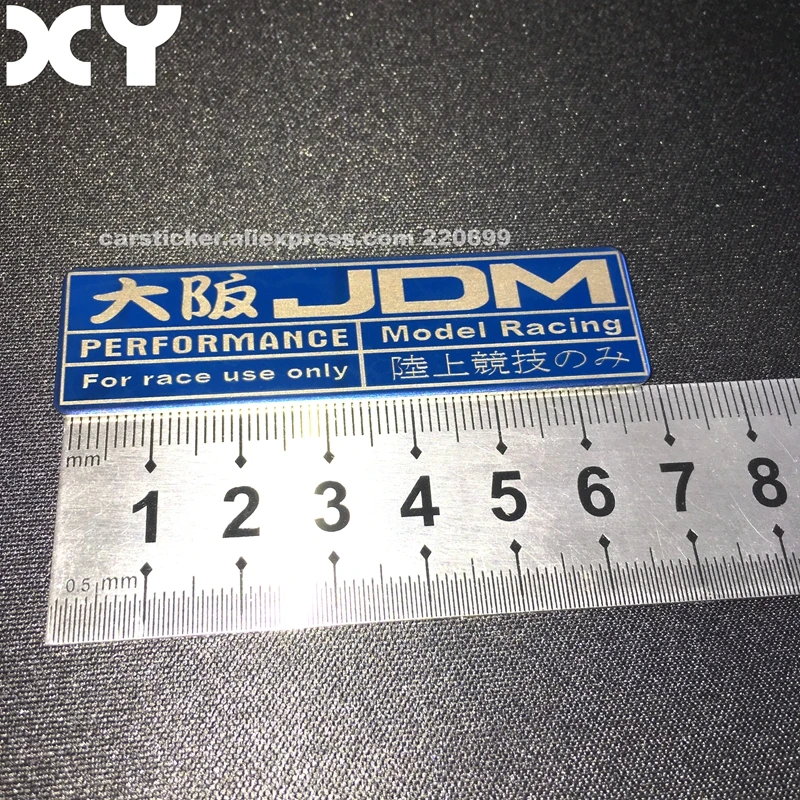 XY
carsticker.aliexpress.com 220699
大阪 JDM
PERFORMANCE
Model Racing
For race use only
陸上競技のみ
mm
1 2 3 4 5 6 7 8
0.5 mm